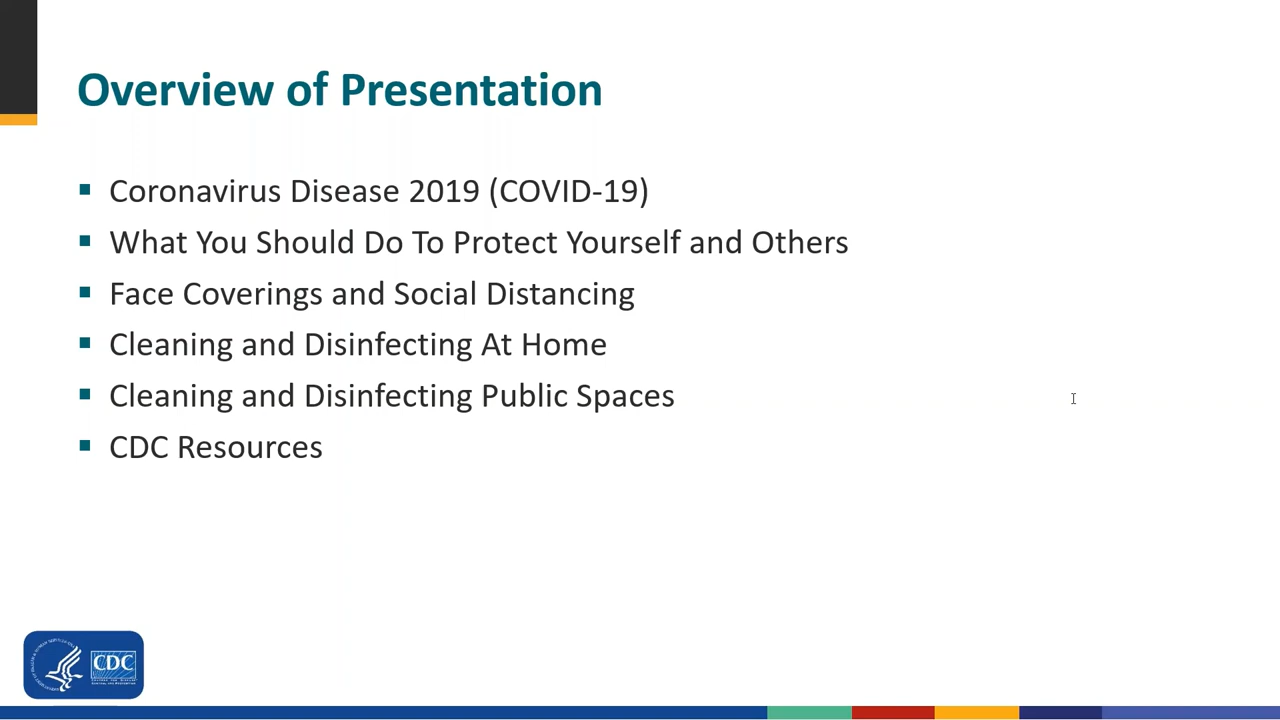 Overview of Presentation
Coronavirus Disease 2019 (COVID-19)
What You Should Do To Protect Yourself and Others
Face Coverings and Social Distancing
Cleaning and Disinfecting At Home
Cleaning and Disinfecting Public Spaces
CDC Resources
CDC